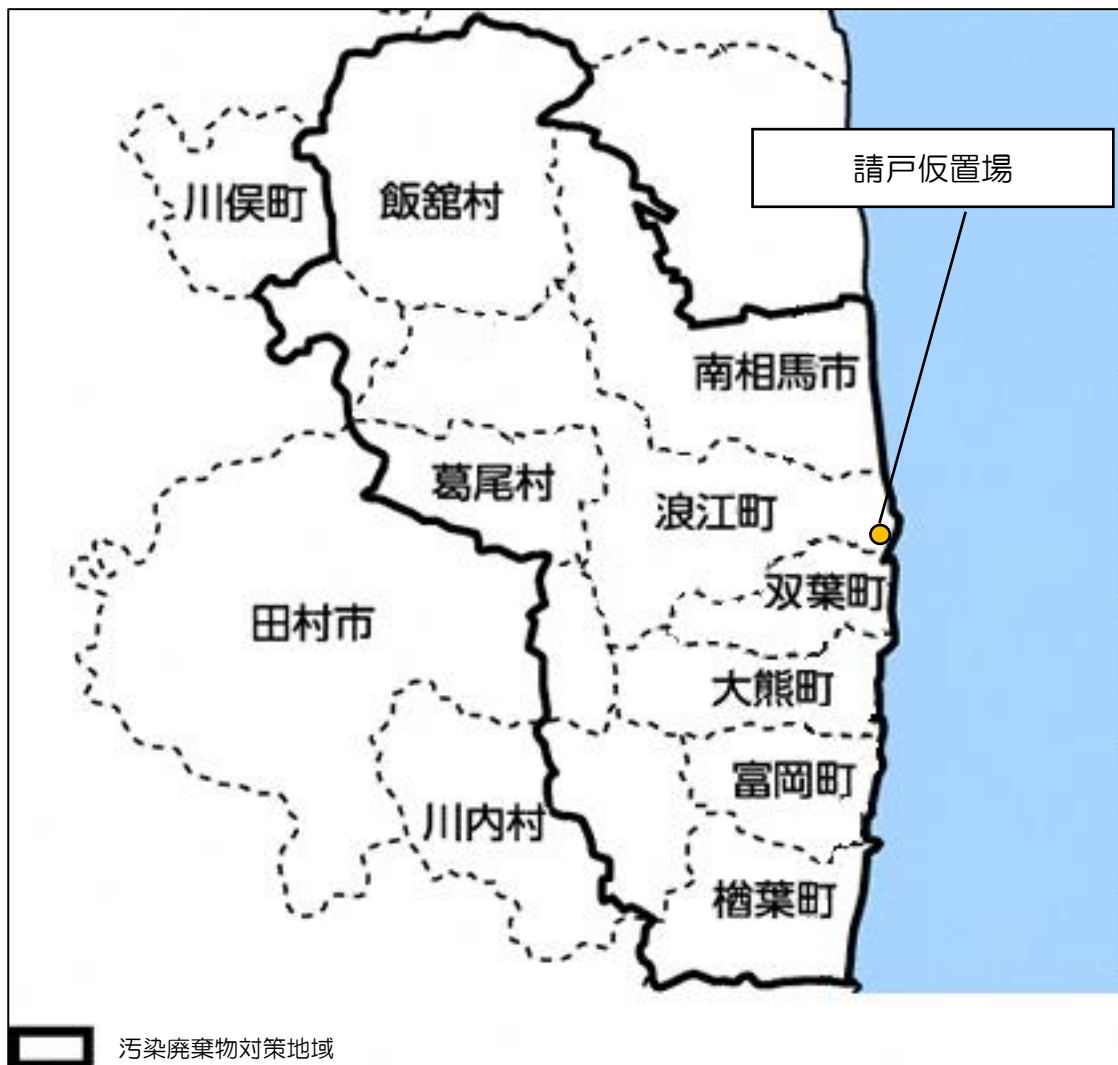 請戸仮置場
川俣町
飯舘村
南相馬市
葛尾村
浪江町
双葉町
田村市
大熊町
富岡町
川内村
楢葉町
汚染廃棄物対策地域